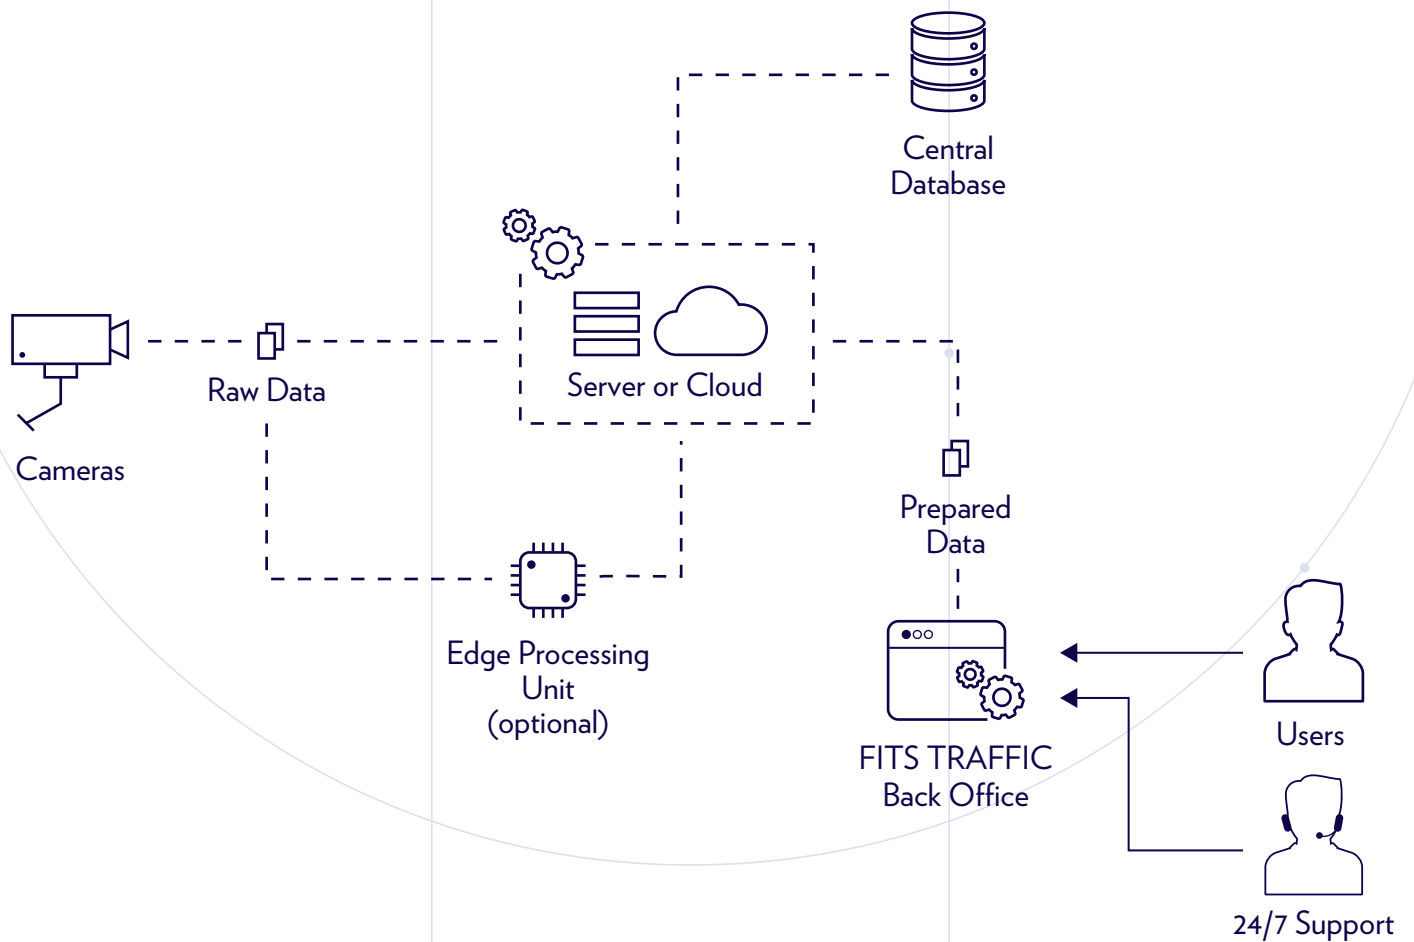 Central
Database
Server or Cloud
Raw Data
Cameras
Prepared
Data
Edge Processing
Unit
(optional)
FITS TRAFFIC
Back Office
Users
24/7 Support